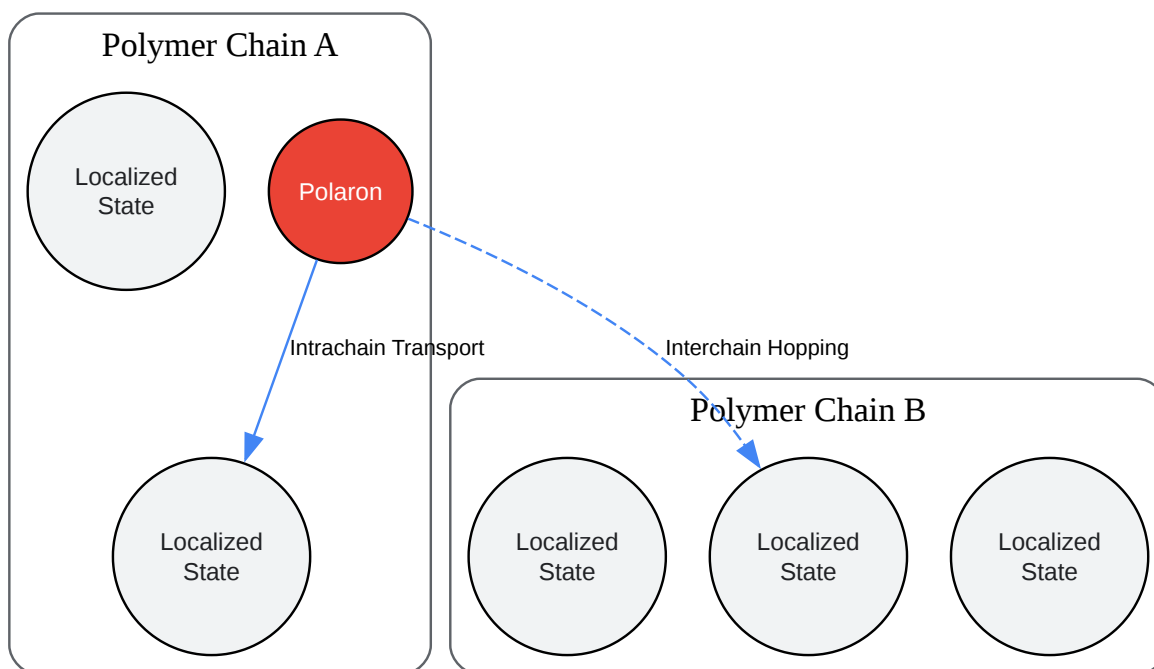 Polymer Chain A
Localized
State
Polaron
Intrachain Transport
Interchain Hopping
Localized
State
Polymer Chain B
Localized
State
Localized
State
Localized
State